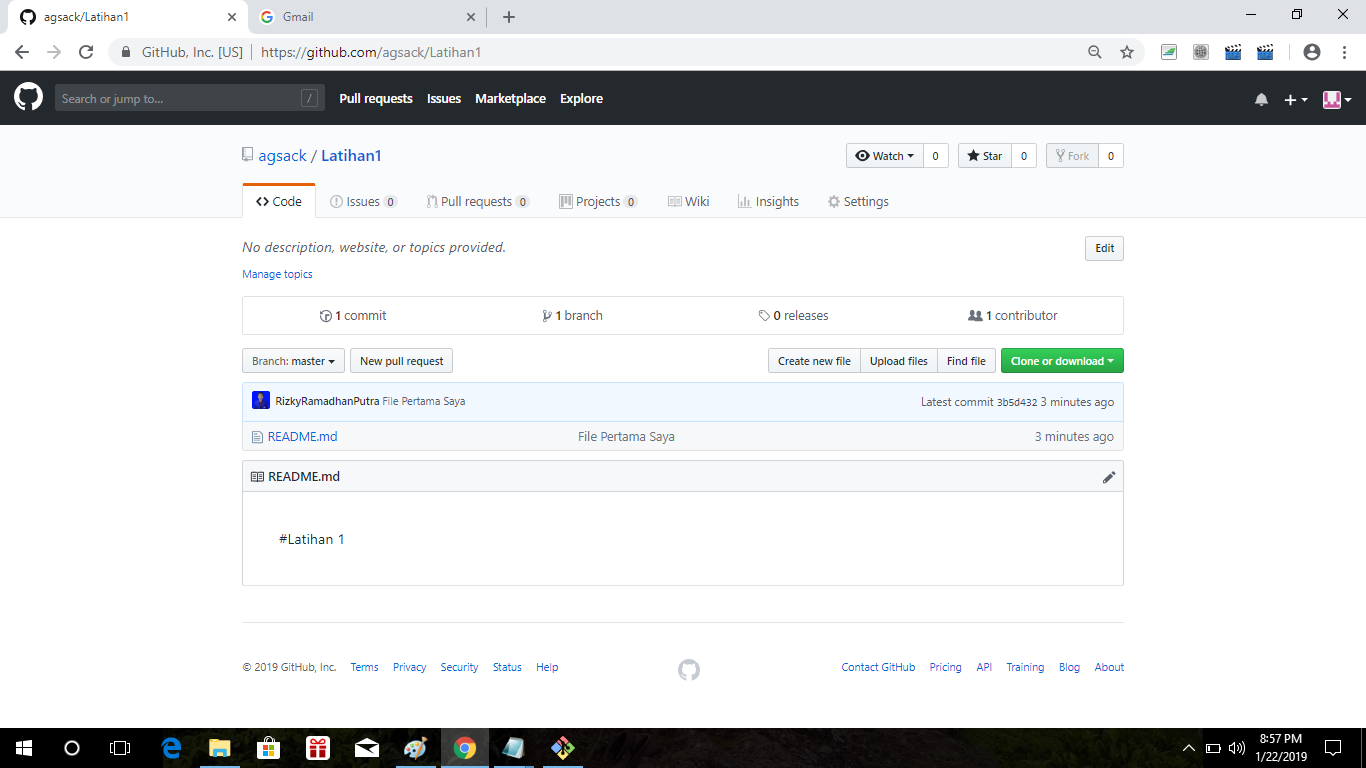 agsack/Latihan1 Gmail
GitHub, Inc. [US] https://github.com/agsack/Latihan1
Search or jump to... / Pull requests Issues Marketplace Explore
agsack / Latihan1 Watch 0 Star 0 Fork 0
Code Issues 0 Pull requests 0 Projects 0 Wiki Insights Settings
No description, website, or topics provided. Edit
Manage topics
1 commit 1 branch 0 releases 1 contributor
Branch: master New pull request Create new file Upload files Find file Clone or download
RizkyRamadhanPutra File Pertama Saya Latest commit 3b5d432 3 minutes ago
README.md File Pertama Saya 3 minutes ago
README.md
#Latihan 1
© 2019 GitHub, Inc. Terms Privacy Security Status Help Contact GitHub Pricing API Training Blog About
8:57 PM
1/22/2019